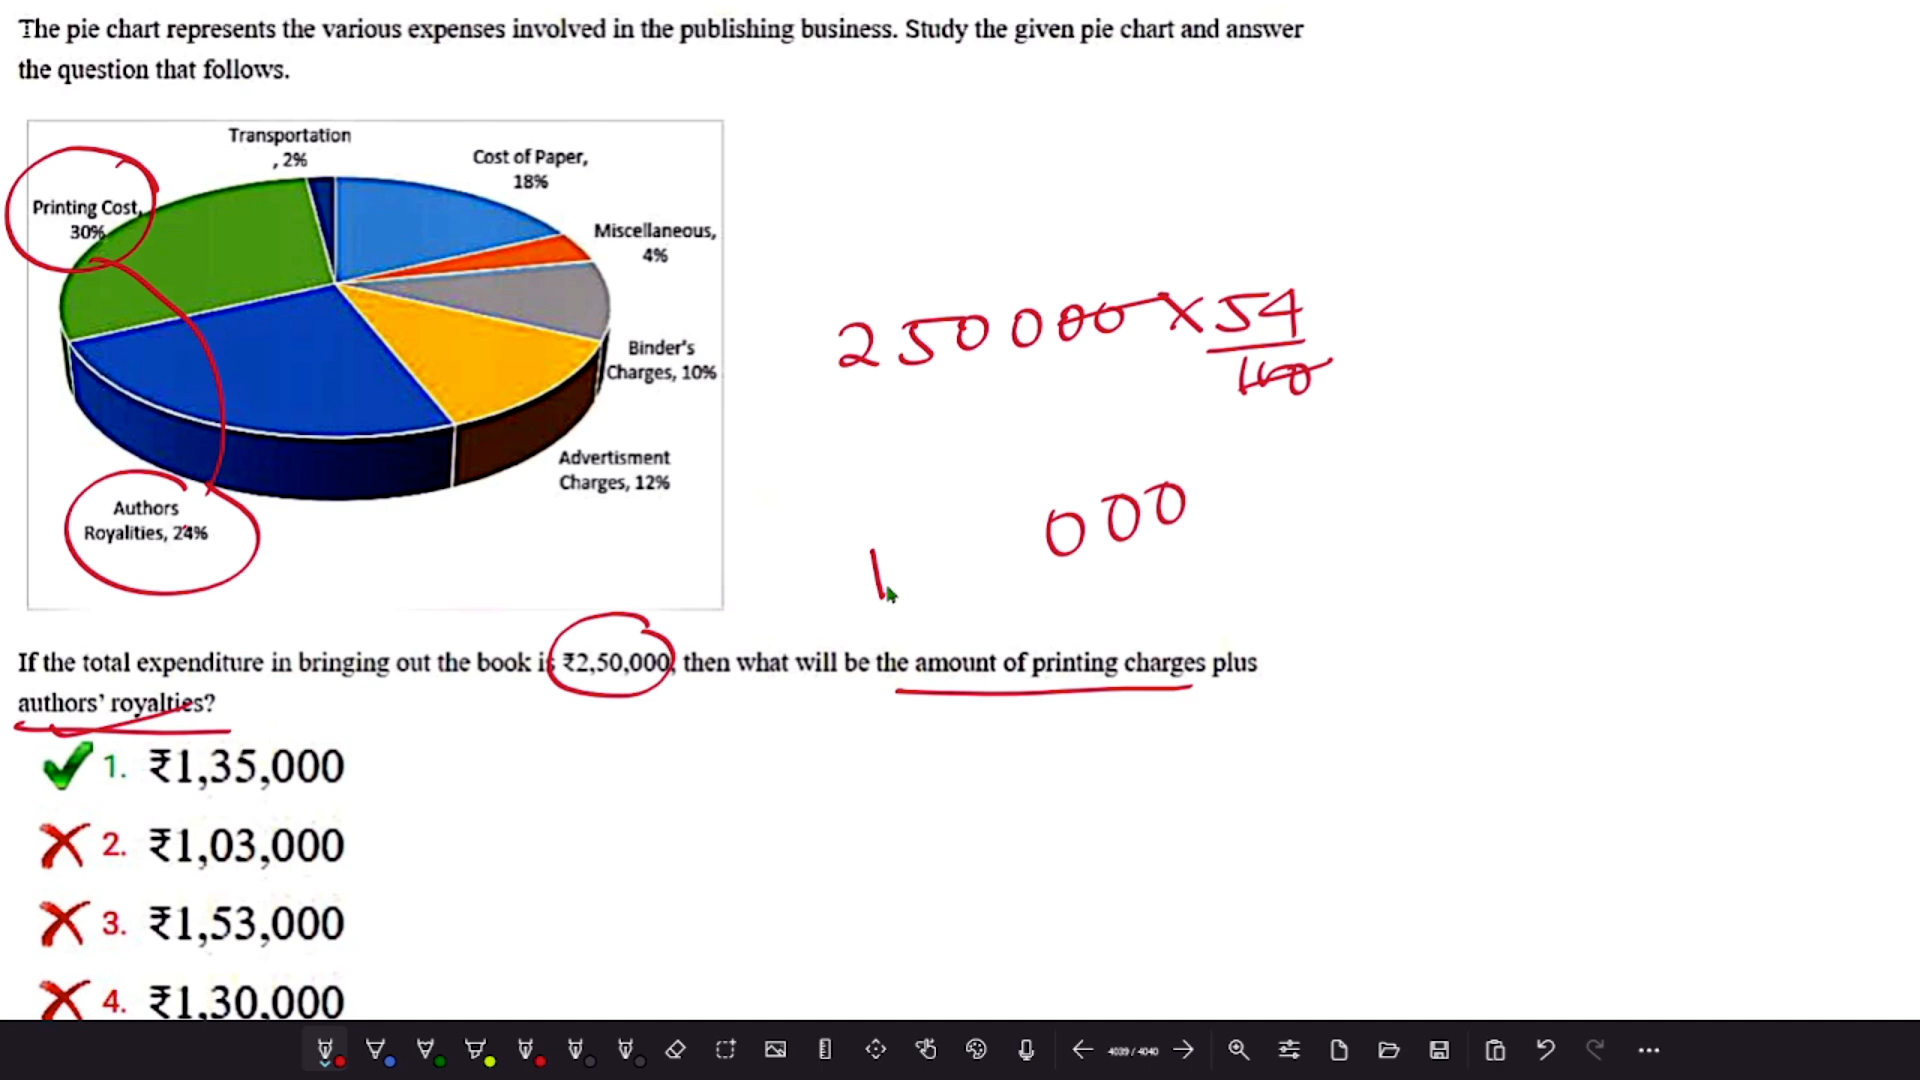 The pie chart represents the various expenses involved in the publishing business. Study the given pie chart and answer
the question that follows.
Transportation
, 2%
Cost of Paper,
18%
Printing Cost,
30%
Miscellaneous,
4%
Binder's
Charges, 10%
Advertisment
Charges, 12%
Authors
Royalities, 24%
250000 × 54
100
000
1
If the total expenditure in bringing out the book is ₹2,50,000, then what will be the amount of printing charges plus
authors' royalties?
1. ₹1,35,000
2. ₹1,03,000
3. ₹1,53,000
4. ₹1,30,000
4039 / 4040